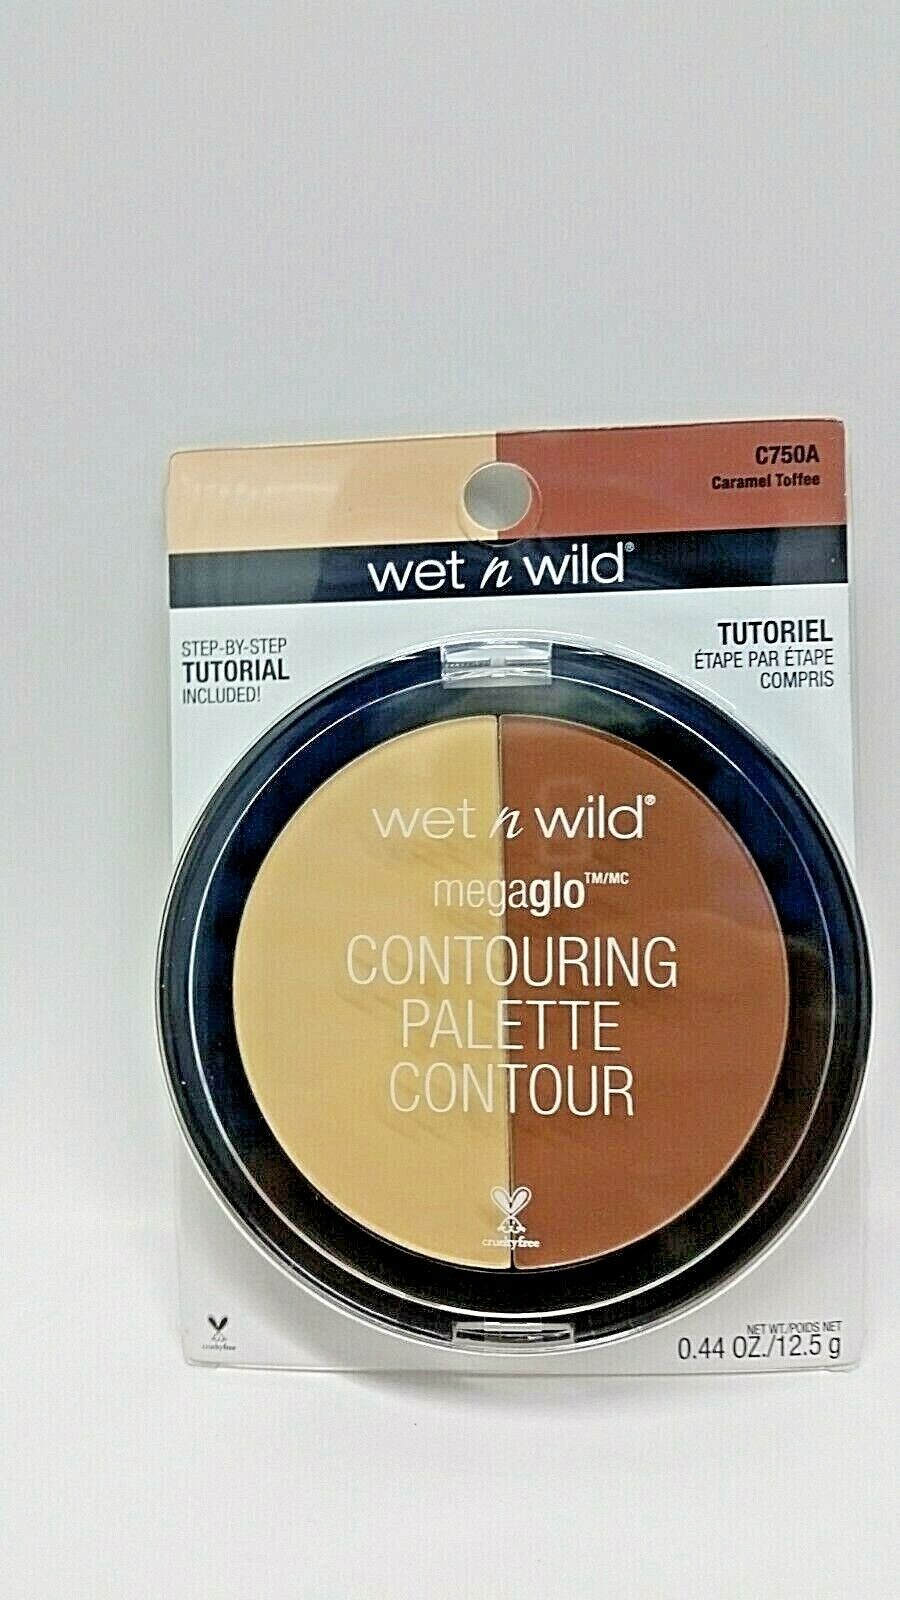 C750A
Caramel Toffee
wet n wild®
STEP-BY-STEP
TUTORIAL
INCLUDED!
TUTORIEL
ÉTAPE PAR ÉTAPE
COMPRIS
wet n wild®
megaglo™/MC
CONTOURING
PALETTE
CONTOUR
crueltyfree
crueltyfree
NET WT./POIDS NET
0.44 OZ./12.5 g